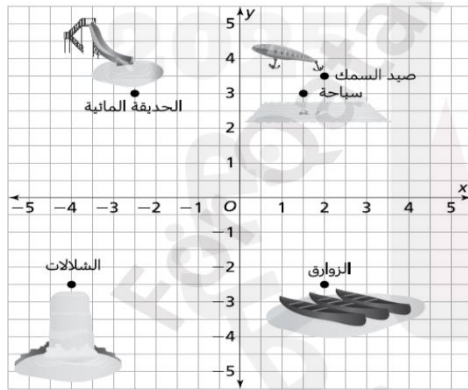 y
5
4
صيد السمك
3
سباحة
الحديقة المائية
2
1
x
−5 −4 −3 −2 −1 O 1 2 3 4 5
−1
الشلالات
الزوارق
−2
−3
−4
−5